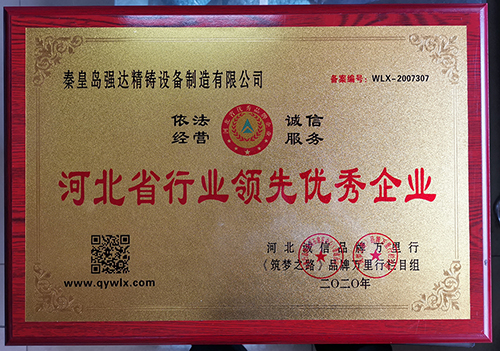 秦皇岛强达精铸设备制造有限公司
备案编号：WLX-2007307
依法 诚信
经营 服务
河北省行业领先优秀企业
河北诚信品牌万里行
《筑梦之路》品牌万里行栏目组
二〇二〇年
www.qywlx.com